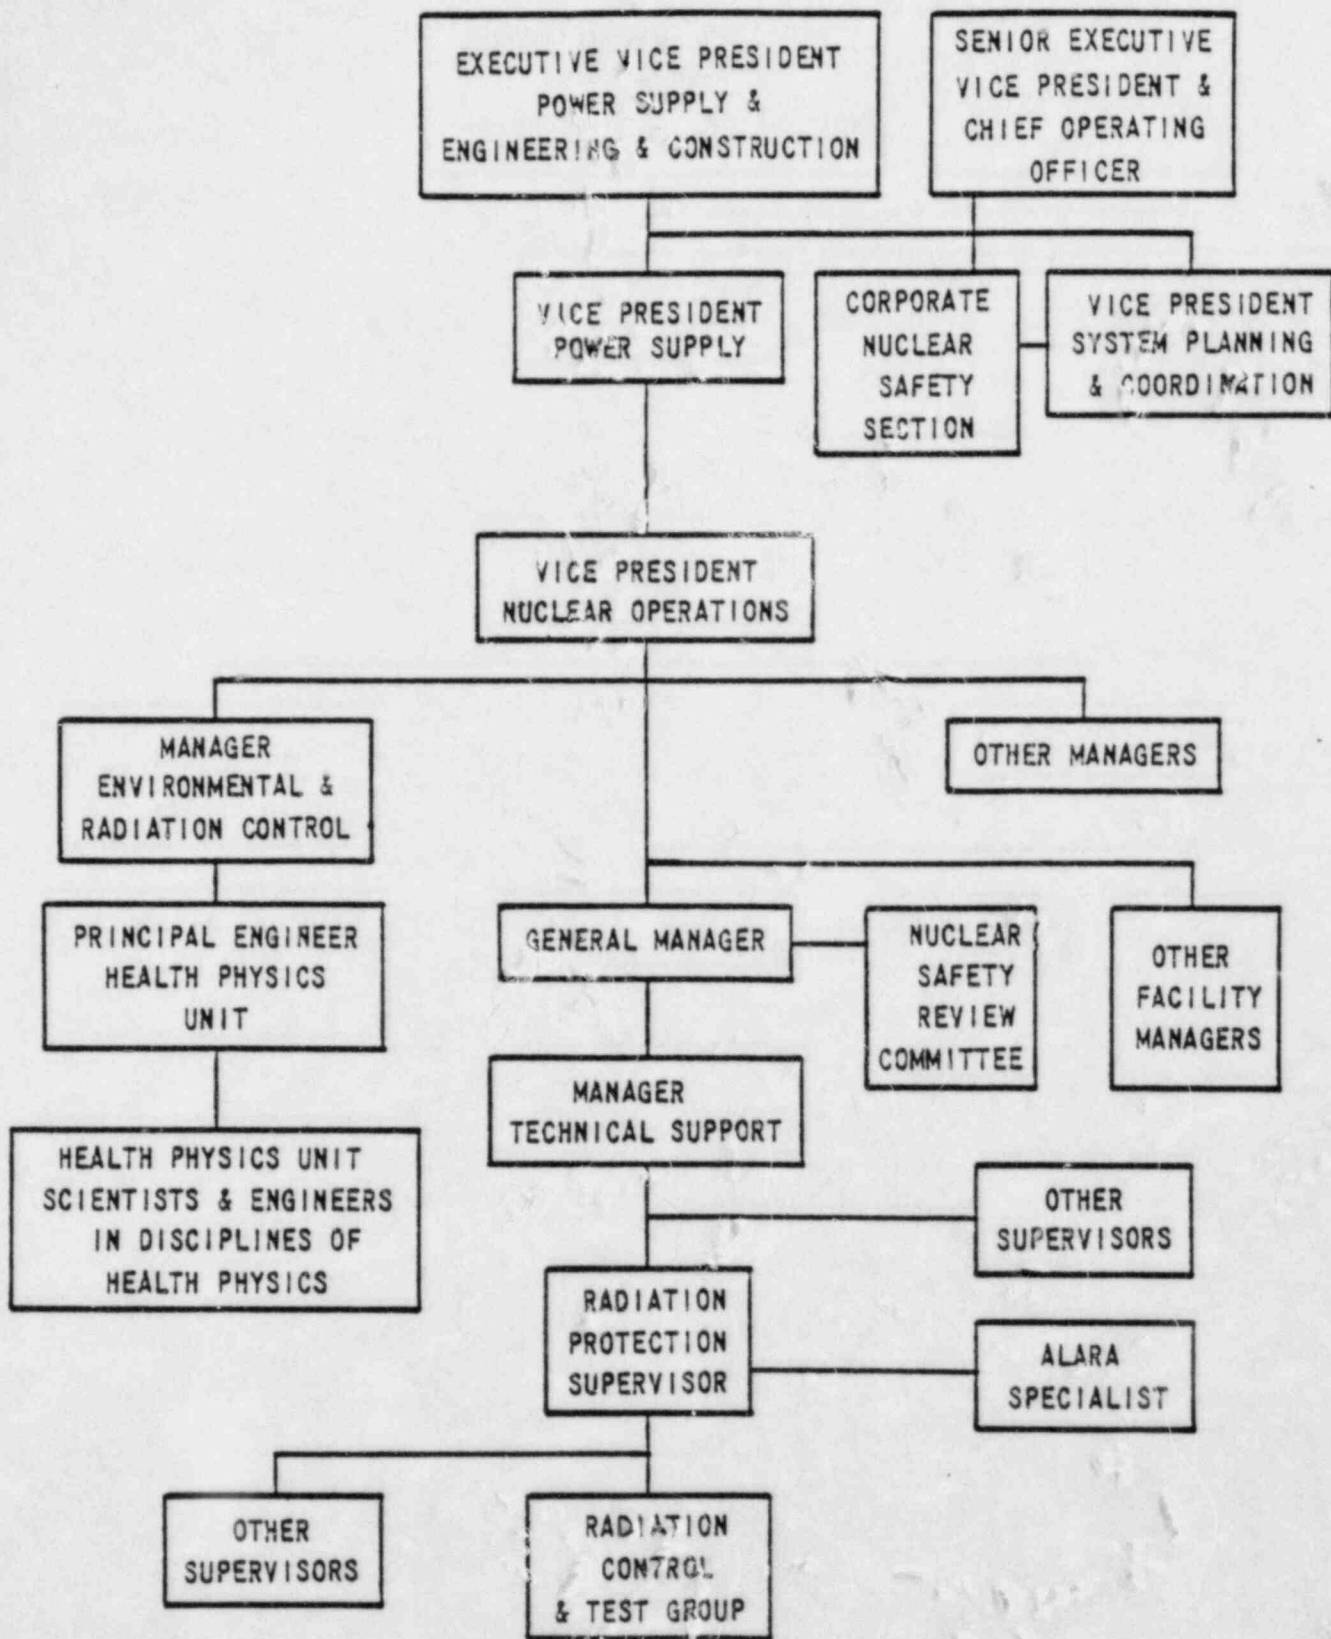 EXECUTIVE VICE PRESIDENT
POWER SUPPLY &
ENGINEERING & CONSTRUCTION
SENIOR EXECUTIVE
VICE PRESIDENT &
CHIEF OPERATING
OFFICER
VICE PRESIDENT
POWER SUPPLY
CORPORATE
NUCLEAR
SAFETY
SECTION
VICE PRESIDENT
SYSTEM PLANNING
& COORDINATION
VICE PRESIDENT
NUCLEAR OPERATIONS
MANAGER
ENVIRONMENTAL &
RADIATION CONTROL
OTHER MANAGERS
PRINCIPAL ENGINEER
HEALTH PHYSICS
UNIT
GENERAL MANAGER
NUCLEAR
SAFETY
REVIEW
COMMITTEE
OTHER
FACILITY
MANAGERS
MANAGER
TECHNICAL SUPPORT
HEALTH PHYSICS UNIT
SCIENTISTS & ENGINEERS
IN DISCIPLINES OF
HEALTH PHYSICS
OTHER
SUPERVISORS
RADIATION
PROTECTION
SUPERVISOR
ALARA
SPECIALIST
OTHER
SUPERVISORS
RADIATION
CONTROL
& TEST GROUP